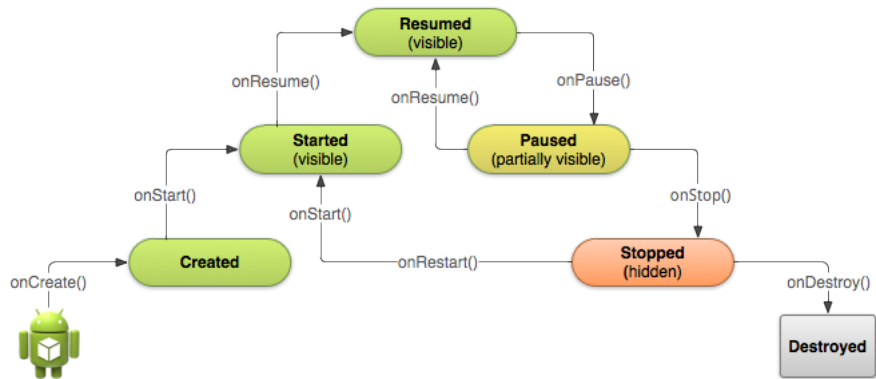 Resumed
(visible)
onResume()
onResume()
onPause()
Started
(visible)
Paused
(partially visible)
onStart()
onStart()
onStop()
Created
onRestart()
Stopped
(hidden)
onCreate()
onDestroy()
Destroyed